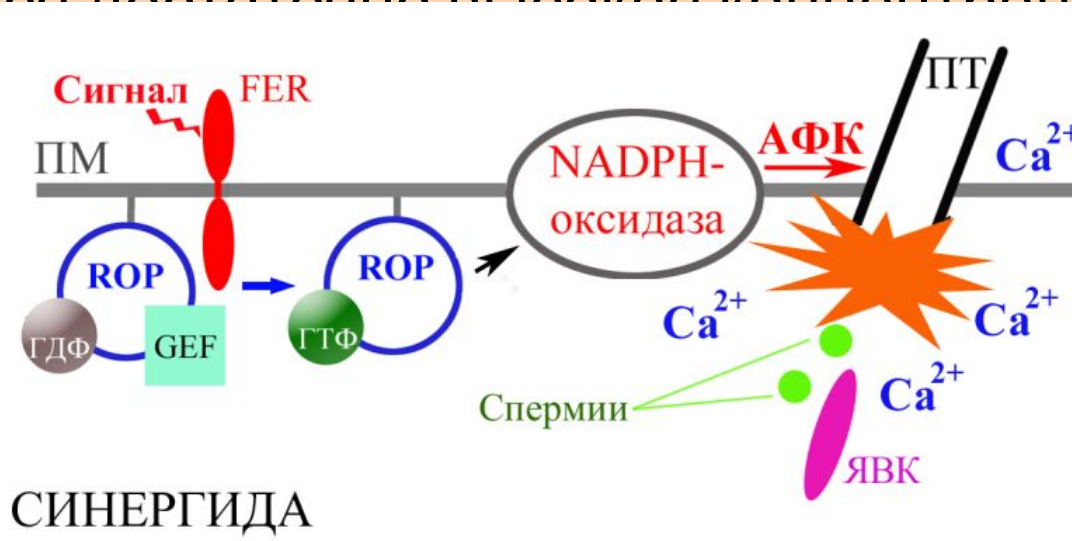 Сигнал
FER
ПТ
ПМ
АФК
Ca2+
NADPH-
оксидаза
ROP
ROP
ГДФ
GEF
ГТФ
Ca2+
Ca2+
Ca2+
Спермии
ЯВК
СИНЕРГИДА